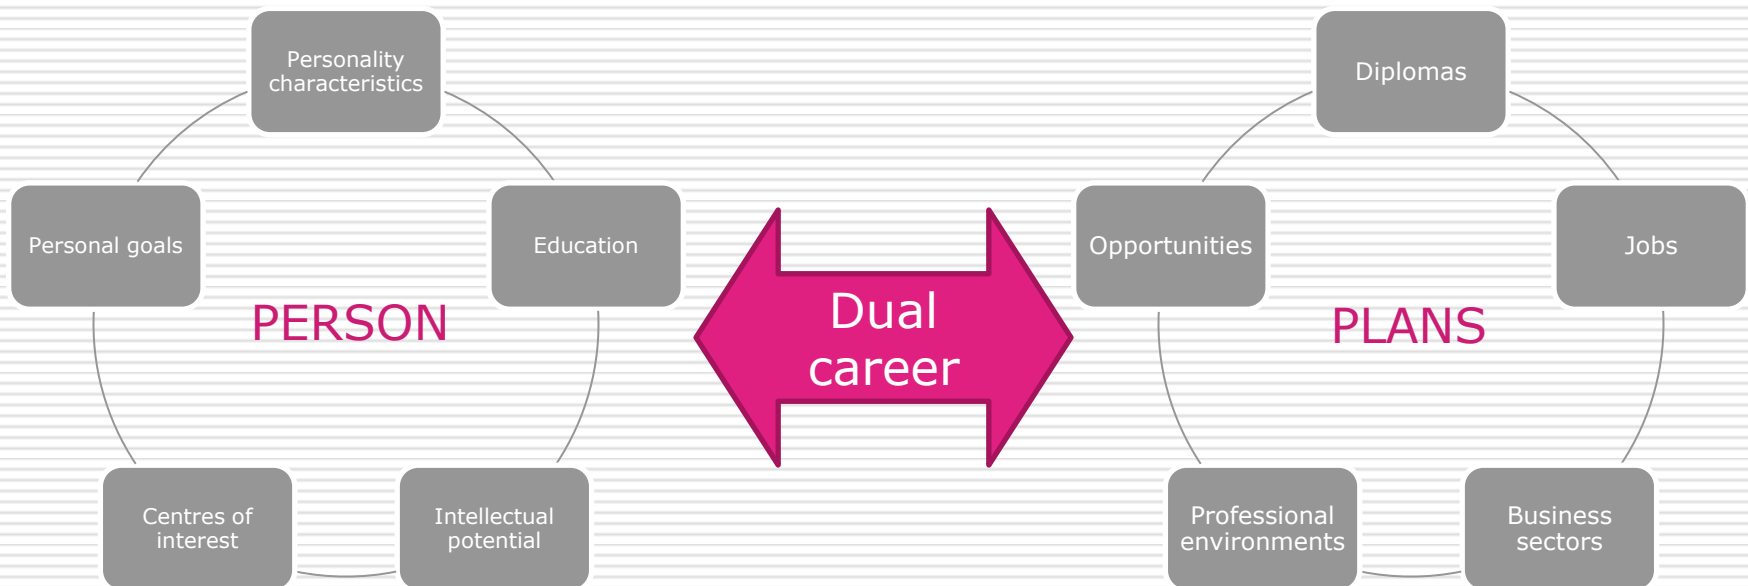 Personality
characteristics
Education
Intellectual
potential
Centres of
interest
Personal goals
PERSON
Dual
career
Diplomas
Jobs
Business
sectors
Professional
environments
Opportunities
PLANS